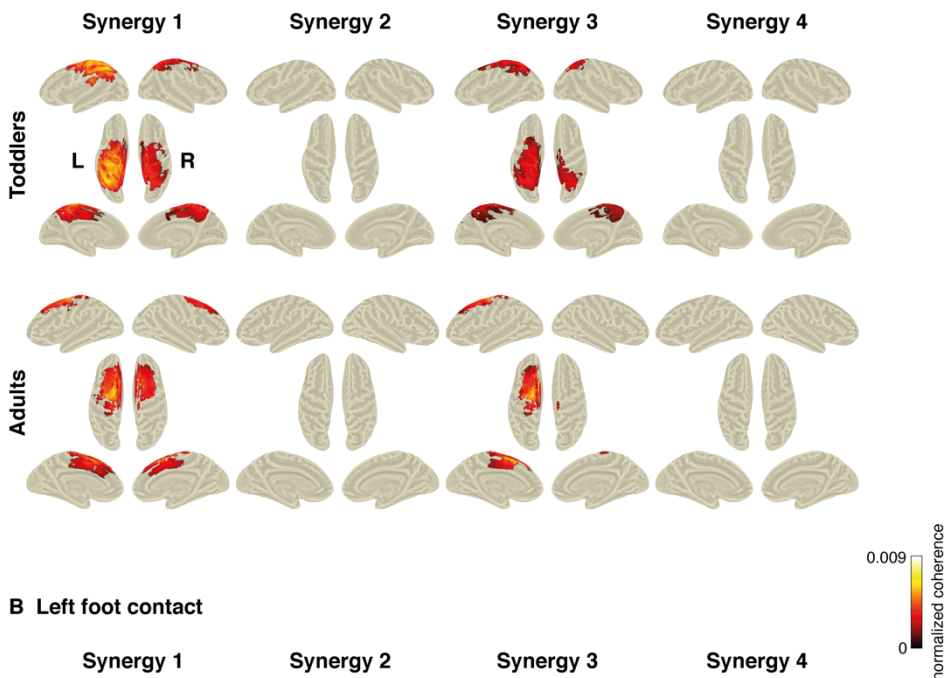 Synergy 1 Synergy 2 Synergy 3 Synergy 4
Toddlers
L R
Adults
0.009
0
normalized coherence
B Left foot contact
Synergy 1 Synergy 2 Synergy 3 Synergy 4